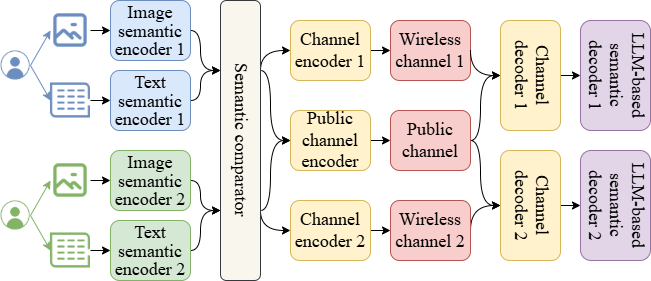 Image
semantic
encoder 1
Text
semantic
encoder 1
Image
semantic
encoder 2
Text
semantic
encoder 2
Semantic comparator
Channel
encoder 1
Public
channel
encoder
Channel
encoder 2
Wireless
channel 1
Public
channel
Wireless
channel 2
Channel
decoder 1
Channel
decoder 2
LLM-based
semantic
decoder 1
LLM-based
semantic
decoder 2